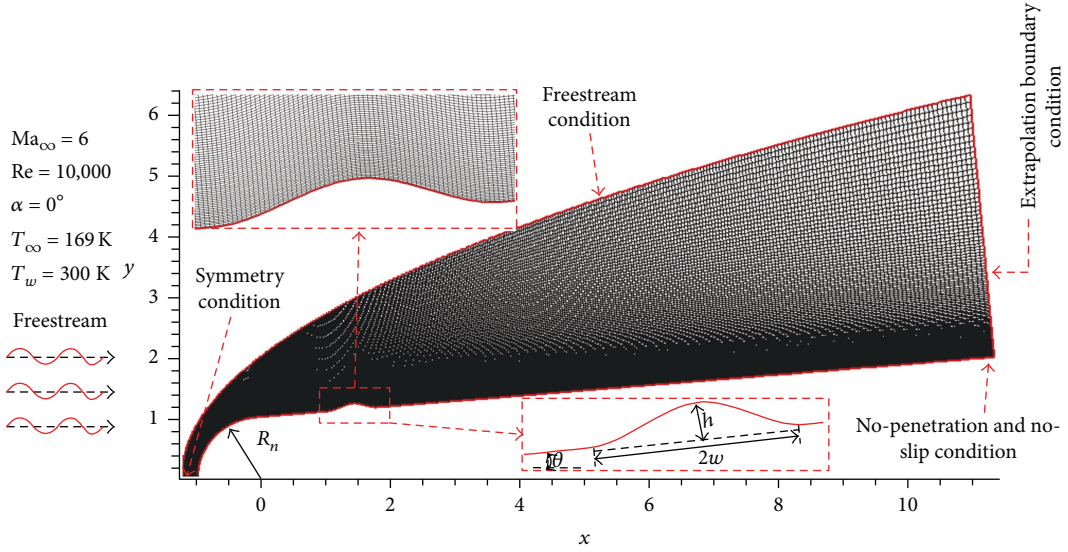 Ma∞ = 6
Re = 10,000
α = 0°
T∞ = 169 K
Tw = 300 K
Freestream
y
6
5
4
3
2
1
Symmetry
condition
Freestream
condition
Extrapolation boundary
condition
Rn
θ
h
2w
No-penetration and no-
slip condition
0
2
4
6
8
10
x